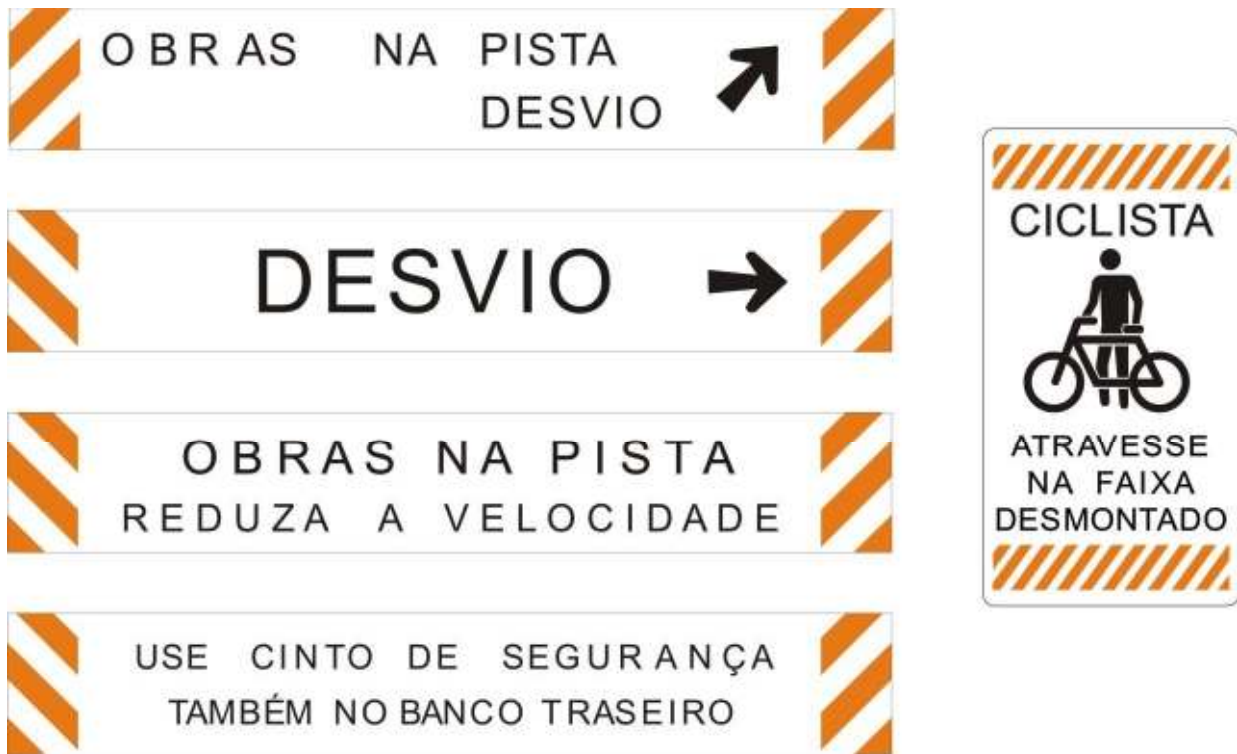 OBRAS NA PISTA
DESVIO
DESVIO
OBRAS NA PISTA
REDUZA A VELOCIDADE
USE CINTO DE SEGURANÇA
TAMBÉM NO BANCO TRASEIRO
CICLISTA
ATRAVESSE
NA FAIXA
DESMONTADO